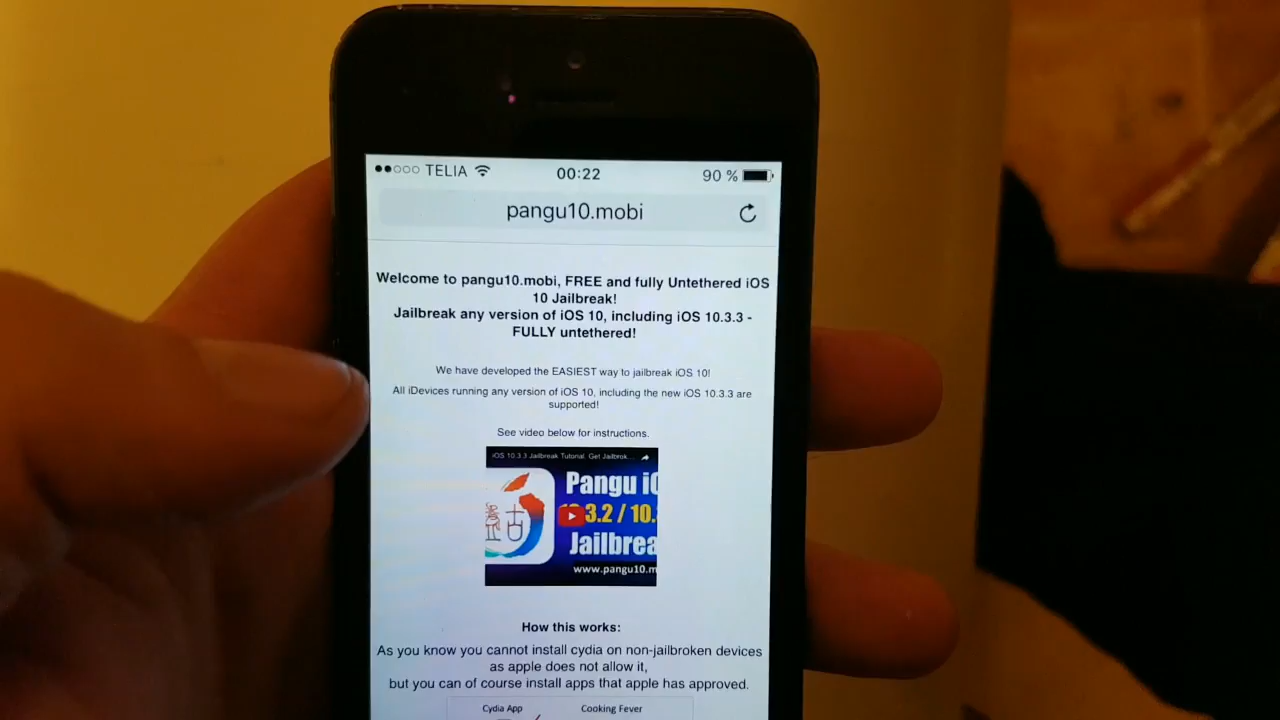 TELIA 00:22 90 %
pangu10.mobi
Welcome to pangu10.mobi, FREE and fully Untethered iOS
10 Jailbreak!
Jailbreak any version of iOS 10, including iOS 10.3.3 -
FULLY untethered!
We have developed the EASIEST way to jailbreak iOS 10!
All iDevices running any version of iOS 10, including the new iOS 10.3.3 are
supported!
See video below for instructions.
iOS 10.3.3 Jailbreak Tutorial. Get Jailbrok...
Pangu iO
3.2 / 10.
Jailbrea
www.pangu10.m
How this works:
As you know you cannot install cydia on non-jailbroken devices
as apple does not allow it,
but you can of course install apps that apple has approved.
Cydia App Cooking Fever